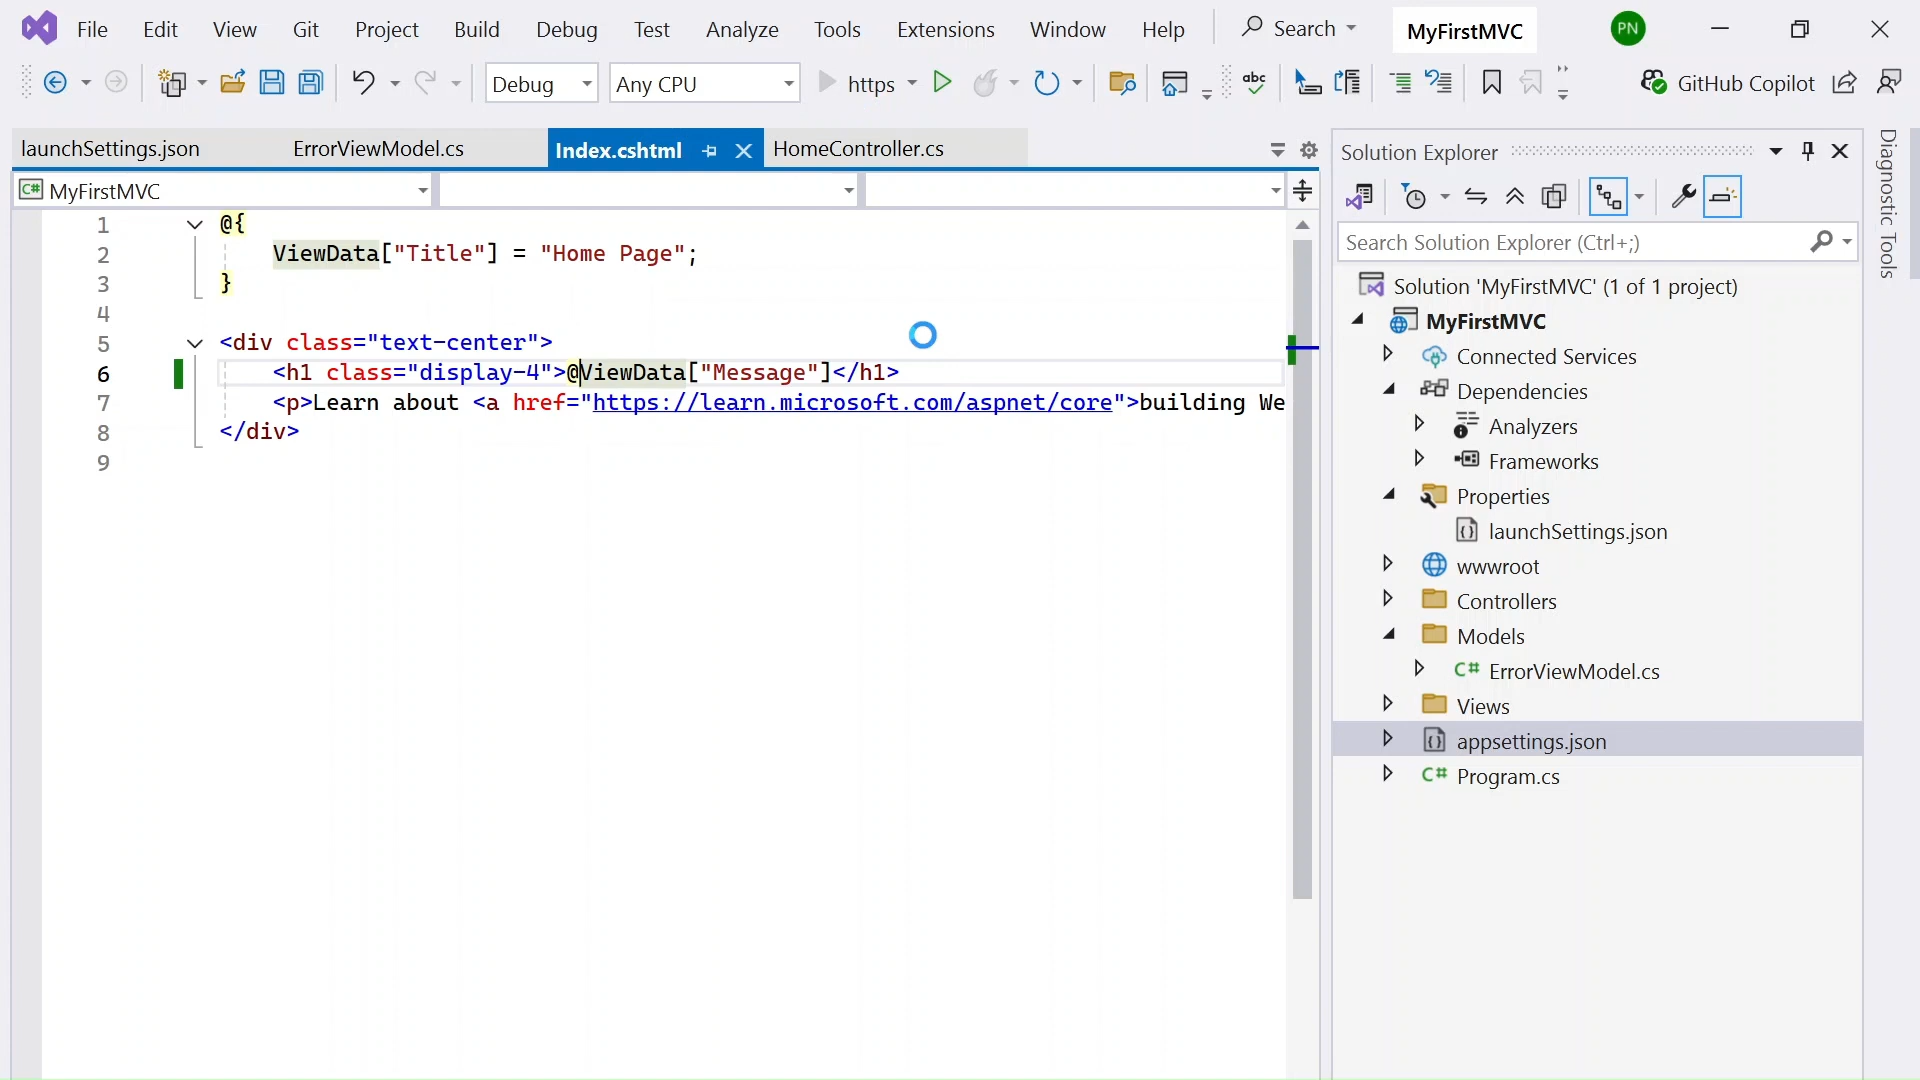 File Edit View Git Project Build Debug Test Analyze Tools Extensions Window Help Search MyFirstMVC PN
Debug Any CPU https abc GitHub Copilot
launchSettings.json ErrorViewModel.cs Index.cshtml HomeController.cs
C# MyFirstMVC
1 @{
2 ViewData["Title"] = "Home Page";
3 }
4
5 <div class="text-center">
6 <h1 class="display-4">@ViewData["Message"]</h1>
7 <p>Learn about <a href="https://learn.microsoft.com/aspnet/core">building We
8 </div>
9
Solution Explorer
Search Solution Explorer (Ctrl+;)
Solution 'MyFirstMVC' (1 of 1 project)
MyFirstMVC
Connected Services
Dependencies
Analyzers
Frameworks
Properties
launchSettings.json
wwwroot
Controllers
Models
C# ErrorViewModel.cs
Views
appsettings.json
C# Program.cs
Diagnostic Tools